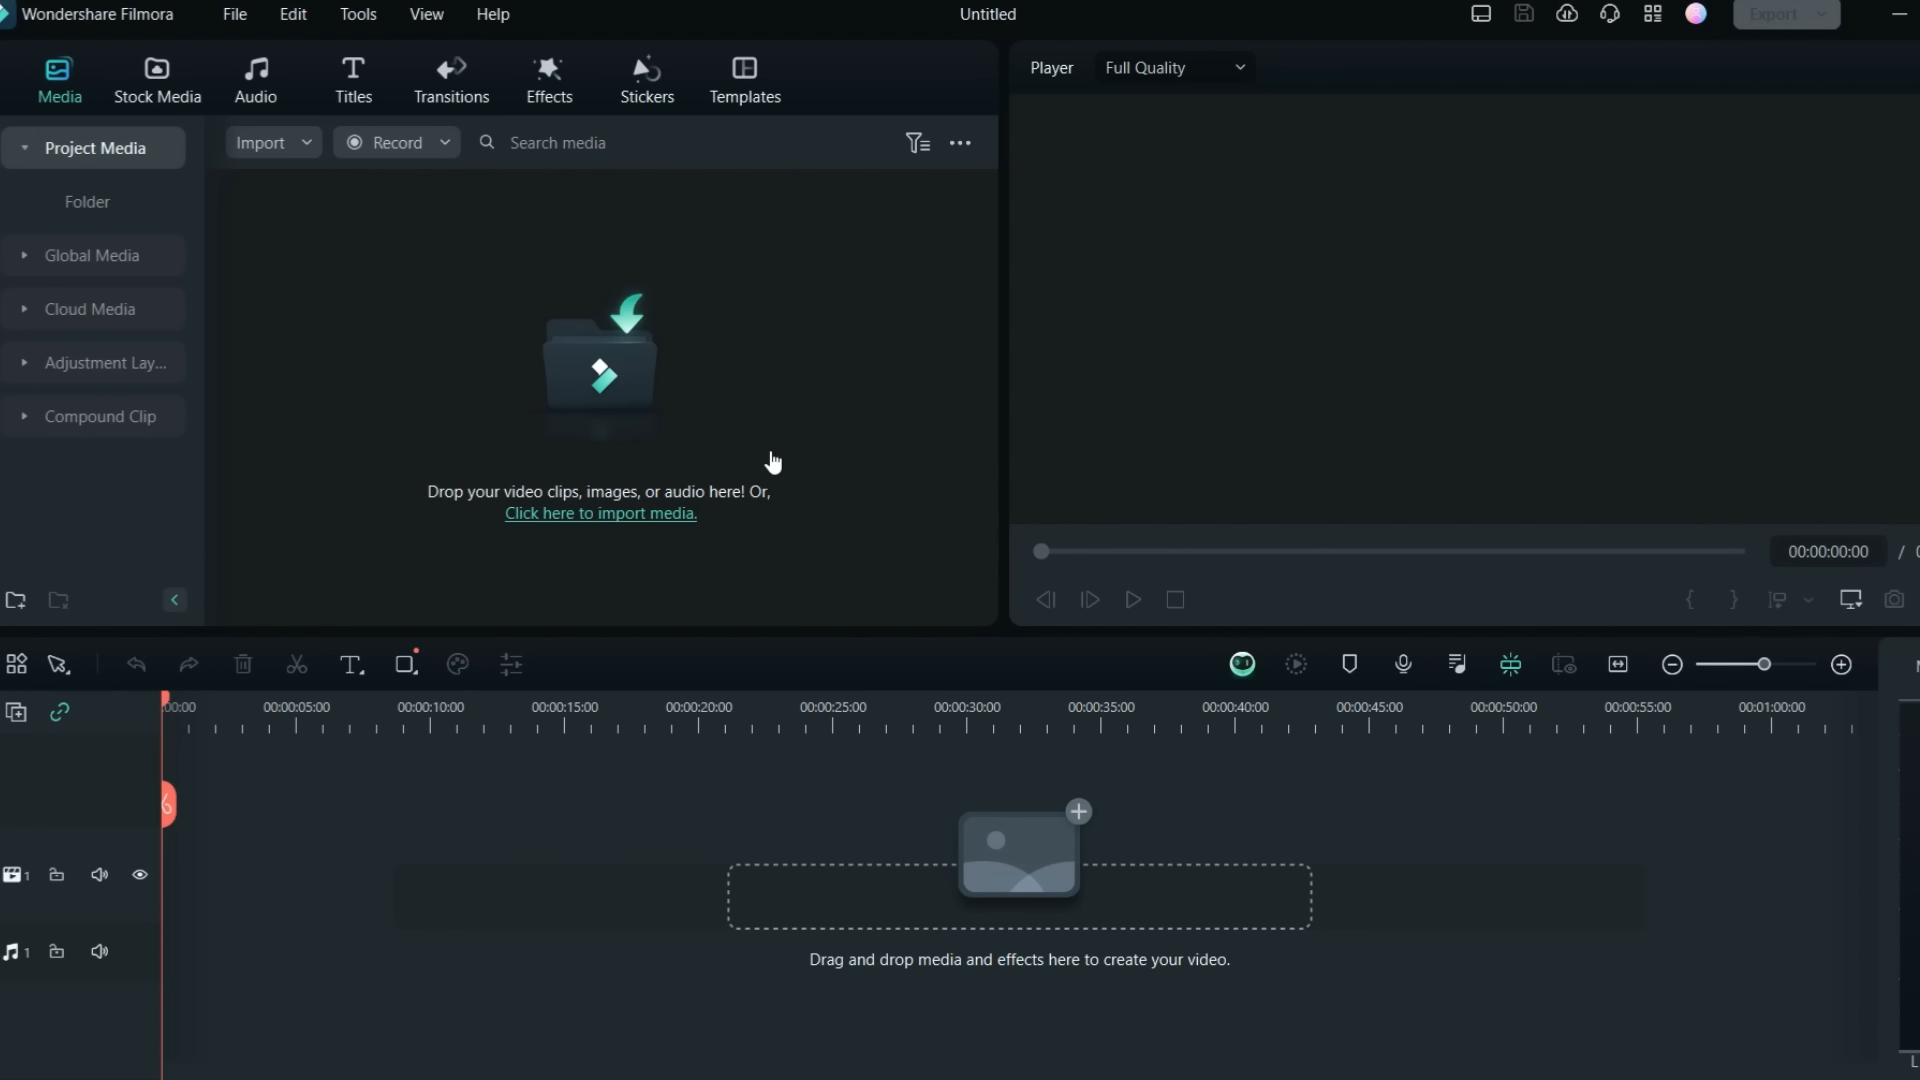 Wondershare Filmora
File
Edit
Tools
View
Help
Untitled
Export
Media
Stock Media
Audio
Titles
Transitions
Effects
Stickers
Templates
Player
Full Quality
Project Media
Import
Record
Search media
Folder
Global Media
Cloud Media
Adjustment Lay...
Compound Clip
Drop your video clips, images, or audio here! Or,
Click here to import media.
00:00:00:00
/
:00:00
00:00:05:00
00:00:10:00
00:00:15:00
00:00:20:00
00:00:25:00
00:00:30:00
00:00:35:00
00:00:40:00
00:00:45:00
00:00:50:00
00:00:55:00
00:01:00:00
1
1
Drag and drop media and effects here to create your video.